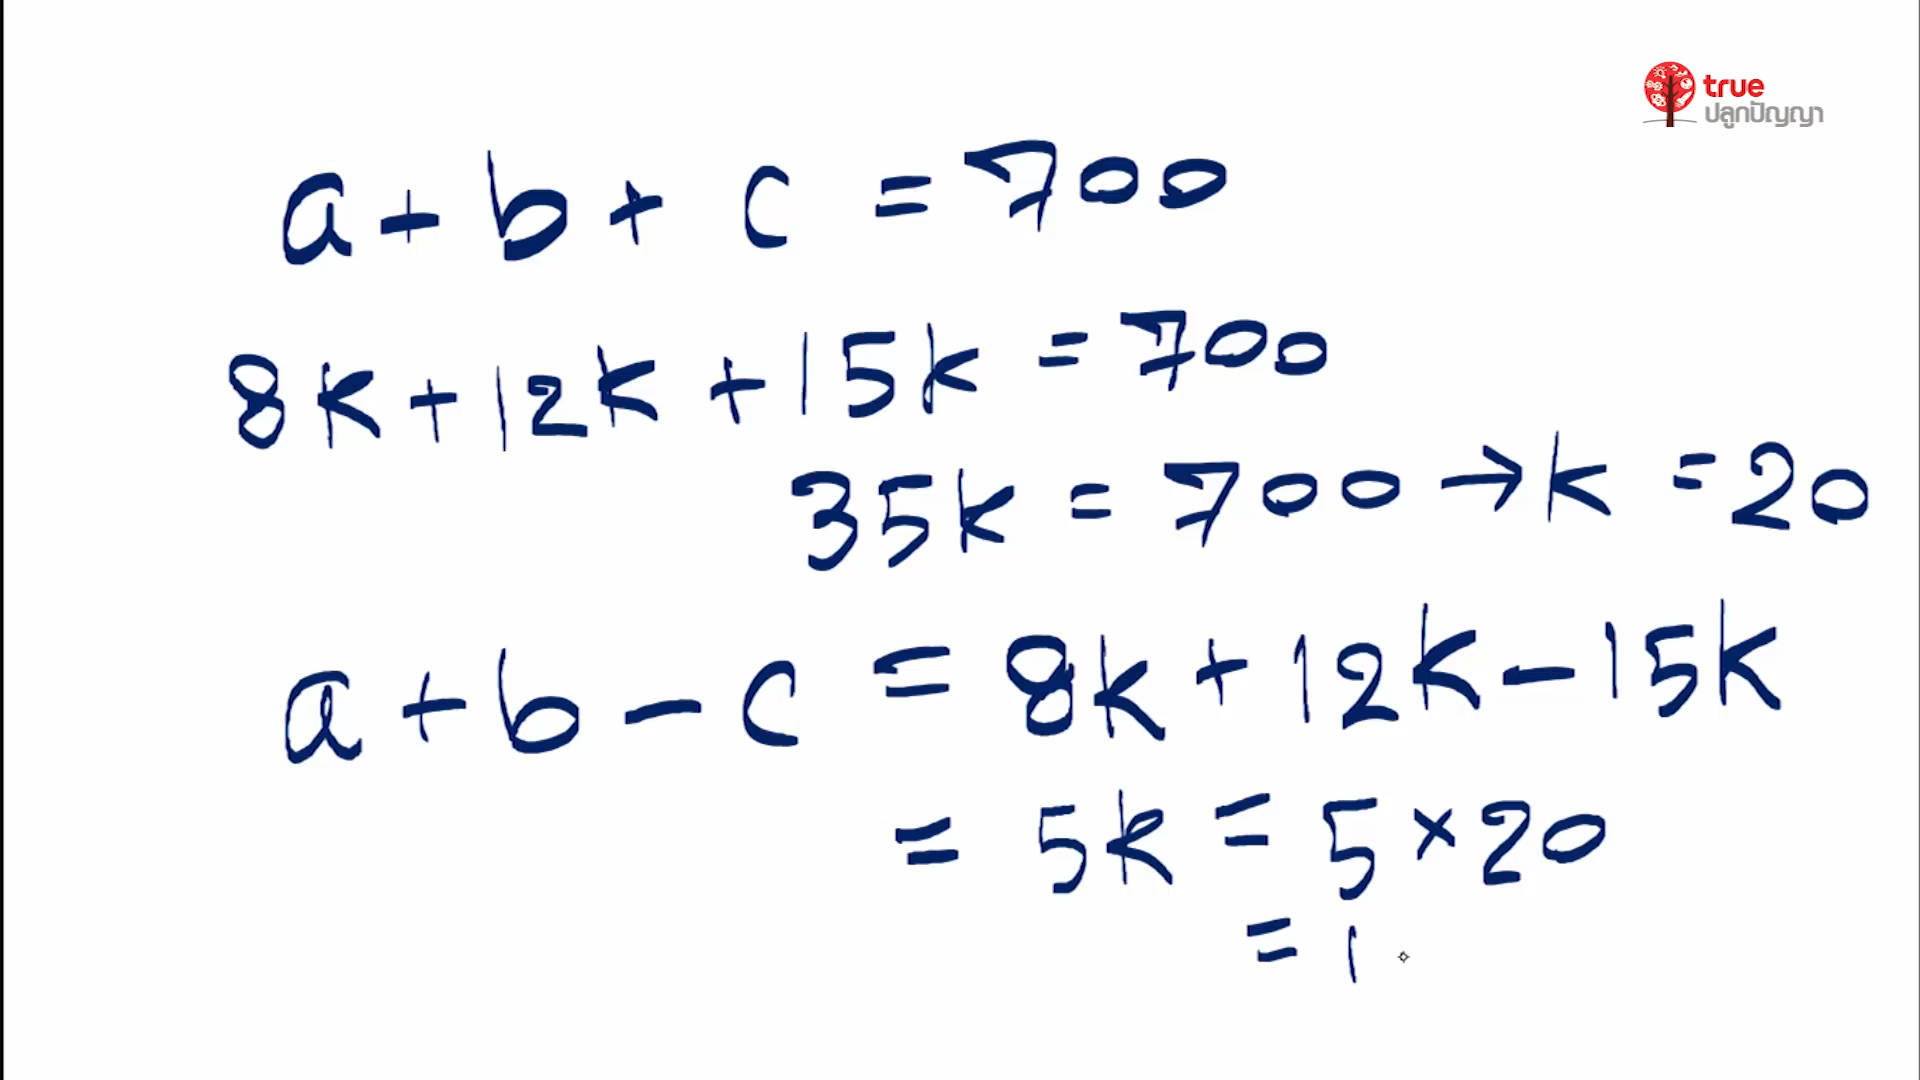 true
ปลูกปัญญา
a + b + c = 700
8k + 12k + 15k = 700
35k = 700 → k = 20
a + b - c = 8k + 12k - 15k
= 5k = 5 × 20
= 1